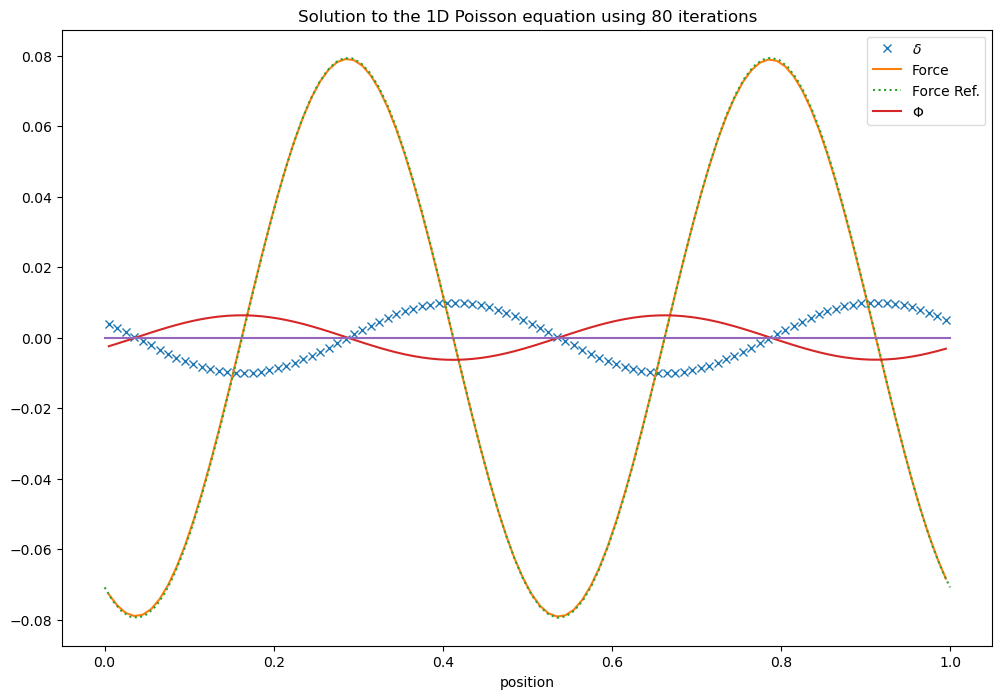 Solution to the 1D Poisson equation using 80 iterations
δ
Force
Force Ref.
Φ
0.08
0.06
0.04
0.02
0.00
−0.02
−0.04
−0.06
−0.08
0.0 0.2 0.4 0.6 0.8 1.0
position